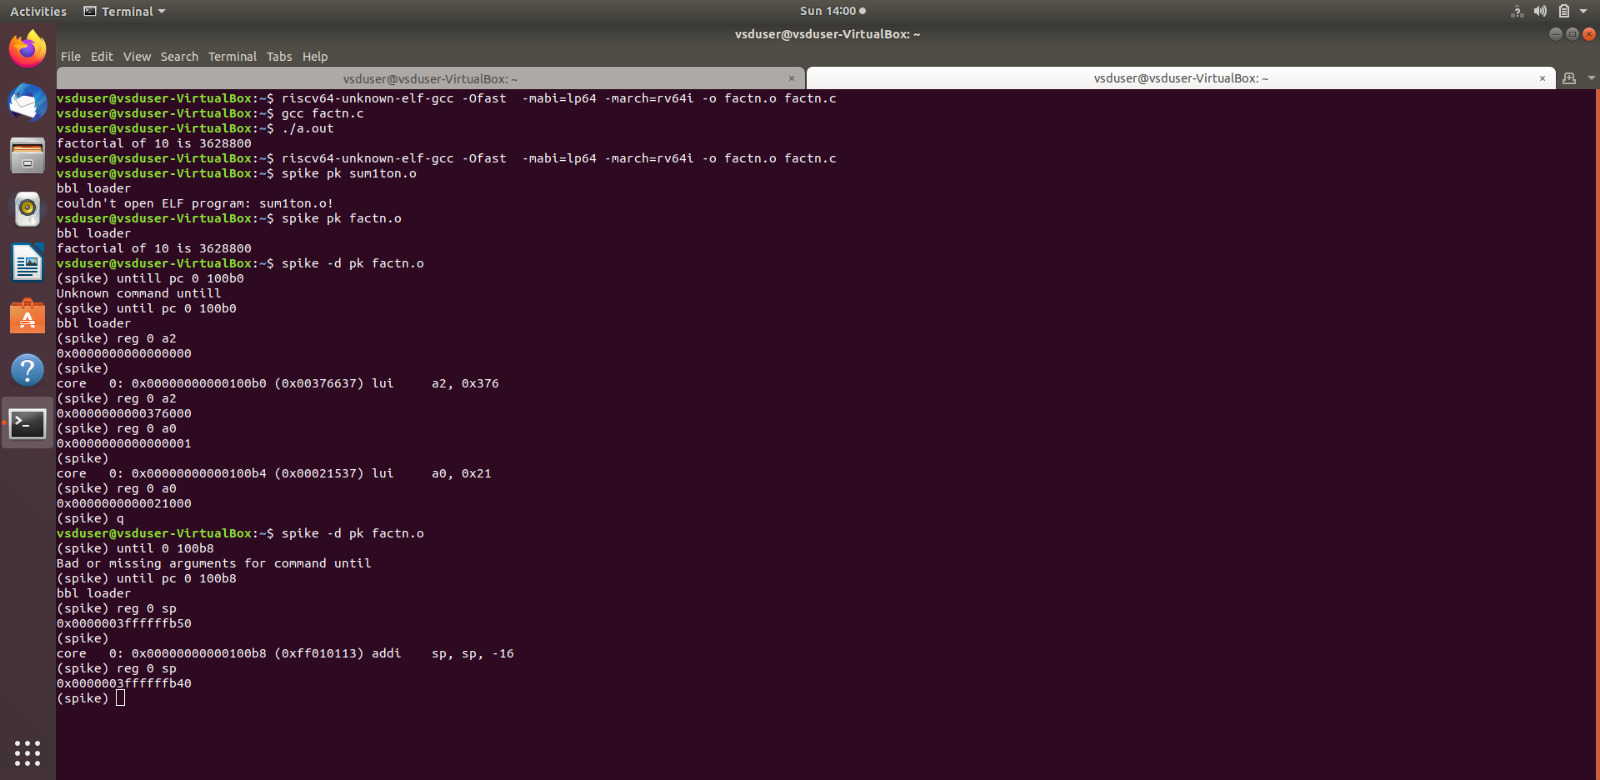 Activities Terminal Sun 14:00
vsduser@vsduser-VirtualBox: ~
File Edit View Search Terminal Tabs Help
vsduser@vsduser-VirtualBox: ~ × vsduser@vsduser-VirtualBox: ~ ×
vsduser@vsduser-VirtualBox:~$ riscv64-unknown-elf-gcc -Ofast  -mabi=lp64 -march=rv64i -o factn.o factn.c
vsduser@vsduser-VirtualBox:~$ gcc factn.c
vsduser@vsduser-VirtualBox:~$ ./a.out
factorial of 10 is 3628800
vsduser@vsduser-VirtualBox:~$ riscv64-unknown-elf-gcc -Ofast  -mabi=lp64 -march=rv64i -o factn.o factn.c
vsduser@vsduser-VirtualBox:~$ spike pk sum1ton.o
bbl loader
couldn't open ELF program: sum1ton.o!
vsduser@vsduser-VirtualBox:~$ spike pk factn.o
bbl loader
factorial of 10 is 3628800
vsduser@vsduser-VirtualBox:~$ spike -d pk factn.o
(spike) untill pc 0 100b0
Unknown command untill
(spike) until pc 0 100b0
bbl loader
(spike) reg 0 a2
0x0000000000000000
(spike)
core   0: 0x00000000000100b0 (0x00376637) lui     a2, 0x376
(spike) reg 0 a2
0x0000000000376000
(spike) reg 0 a0
0x0000000000000001
(spike)
core   0: 0x00000000000100b4 (0x00021537) lui     a0, 0x21
(spike) reg 0 a0
0x0000000000021000
(spike) q
vsduser@vsduser-VirtualBox:~$ spike -d pk factn.o
(spike) until 0 100b8
Bad or missing arguments for command until
(spike) until pc 0 100b8
bbl loader
(spike) reg 0 sp
0x0000003ffffffb50
(spike)
core   0: 0x00000000000100b8 (0xff010113) addi    sp, sp, -16
(spike) reg 0 sp
0x0000003ffffffb40
(spike)